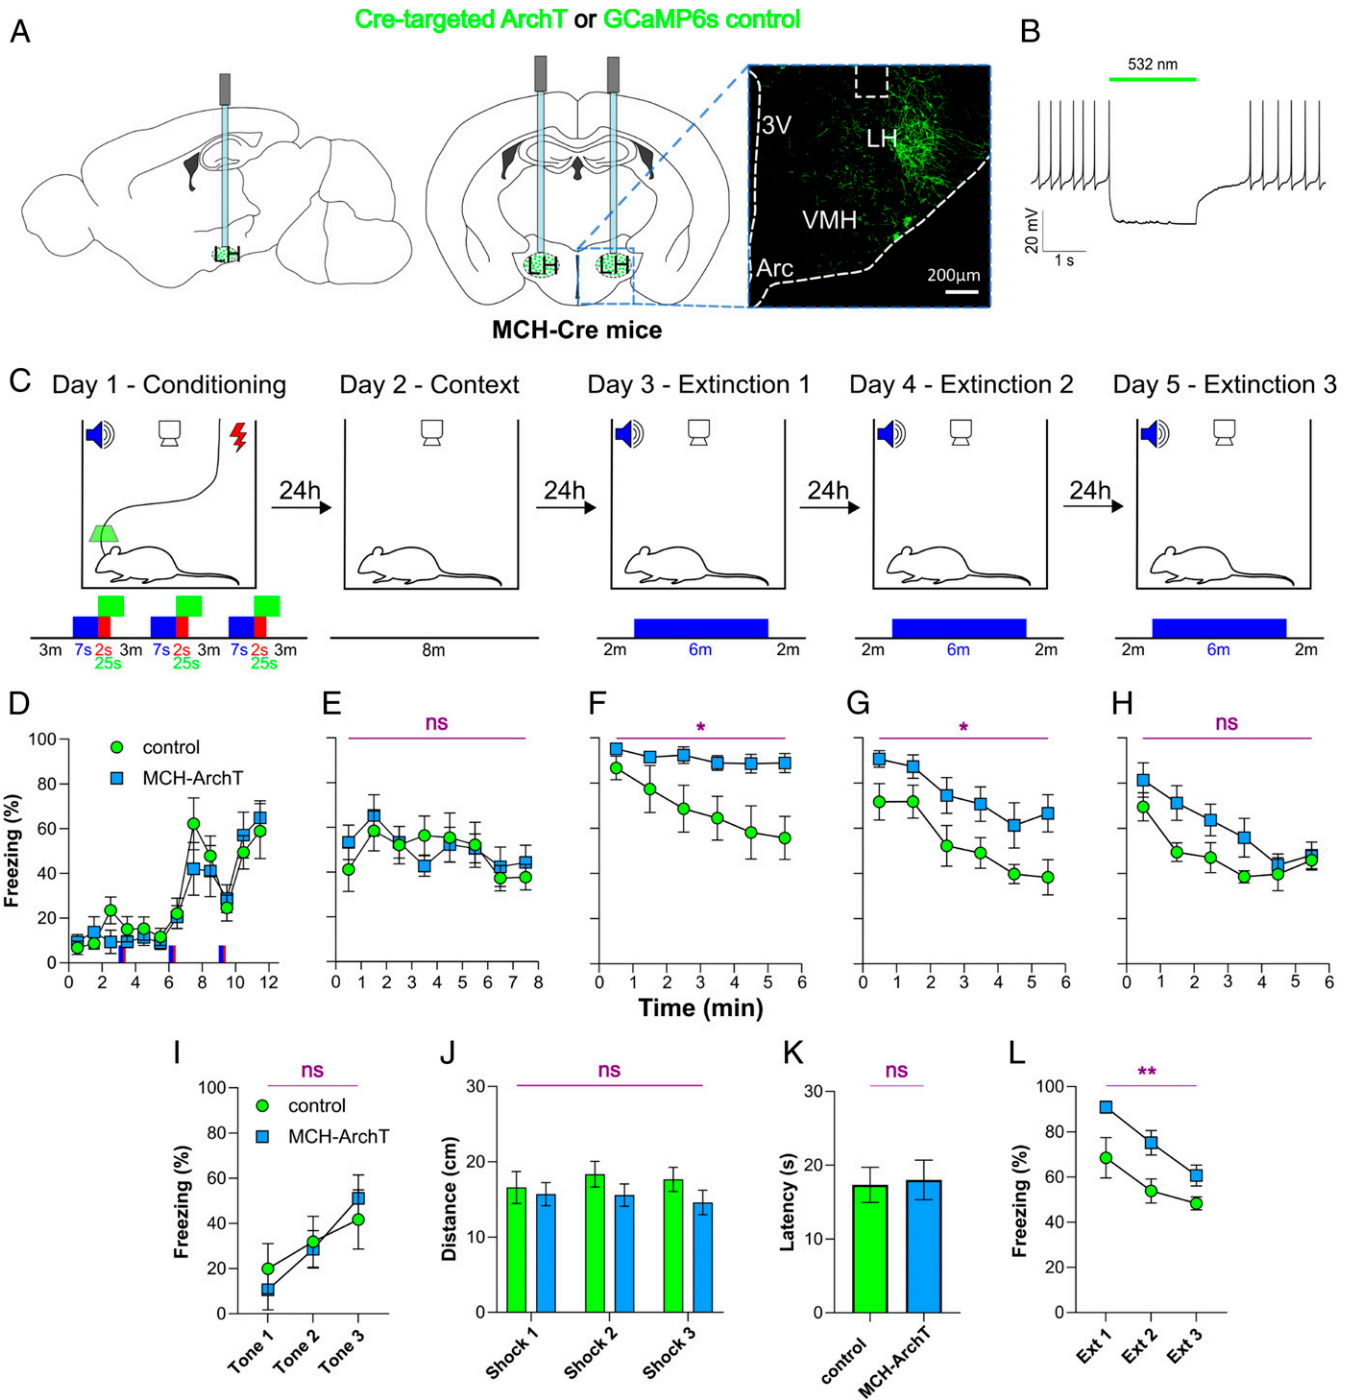 Cre-targeted ArchT or GCaMP6s control
A
LH
LH
LH
MCH-Cre mice
3V
LH
VMH
Arc
200µm
B
532 nm
20 mV
1 s
C
Day 1 - Conditioning
Day 2 - Context
Day 3 - Extinction 1
Day 4 - Extinction 2
Day 5 - Extinction 3
24h
24h
24h
24h
3m 7s 2s 3m 7s 2s 3m 7s 2s 3m
25s 25s 25s
8m
2m 6m 2m
2m 6m 2m
2m 6m 2m
D
Freezing (%)
100
80
60
40
20
0
control
MCH-ArchT
0 2 4 6 8 10 12
E
ns
0 1 2 3 4 5 6 7 8
F
*
0 1 2 3 4 5 6
G
*
0 1 2 3 4 5 6
H
ns
0 1 2 3 4 5 6
Time (min)
I
ns
Freezing (%)
100
80
60
40
20
0
control
MCH-ArchT
Tone 1 Tone 2 Tone 3
J
ns
Distance (cm)
30
20
10
0
Shock 1 Shock 2 Shock 3
K
ns
Latency (s)
30
20
10
0
control MCH-ArchT
L
**
Freezing (%)
100
80
60
40
20
0
Ext 1 Ext 2 Ext 3